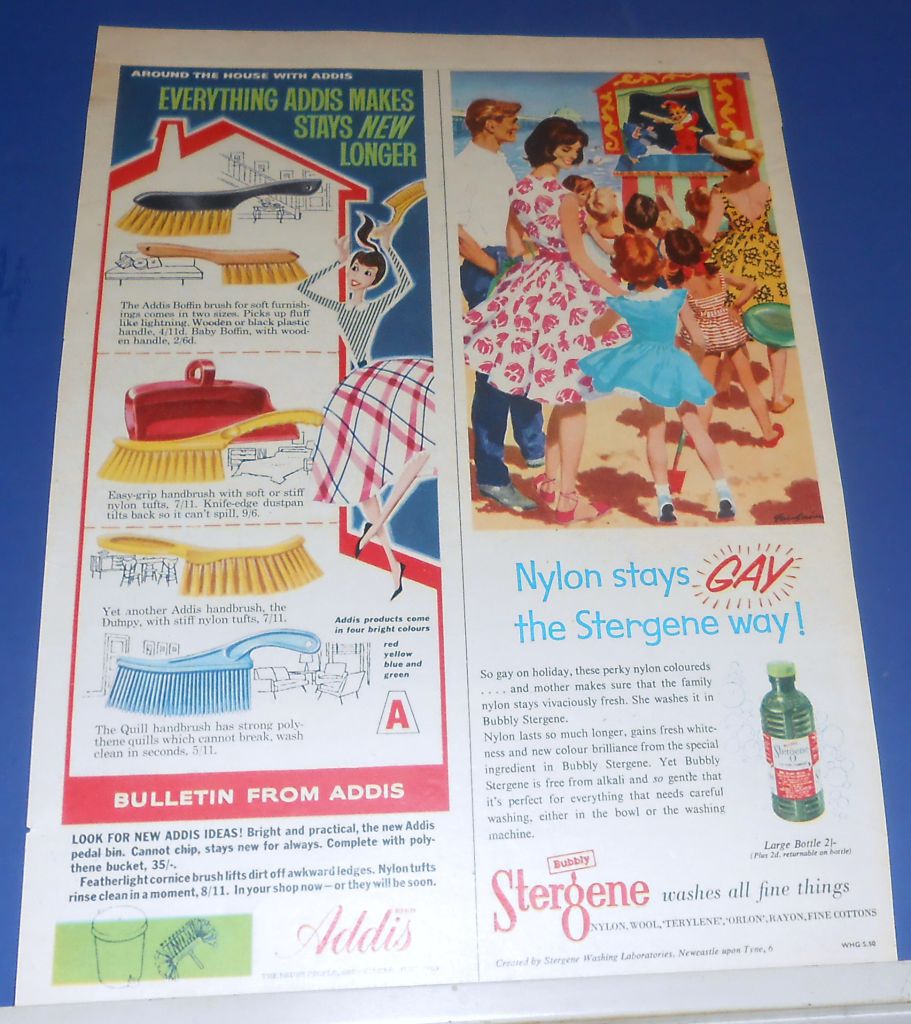 AROUND THE HOUSE WITH ADDIS
EVERYTHING ADDIS MAKES
STAYS NEW
LONGER
The Addis Boffin brush for soft furnish-
ings comes in two sizes. Picks up fluff
like lightning. Wooden or black plastic
handle, 4/11d. Baby Boffin, with wood-
en handle, 2/6d.
Easy-grip handbrush with soft or stiff
nylon tufts, 7/11. Knife-edge dustpan
tilts back so it can't spill, 9/6.
Yet another Addis handbrush, the
Dumpy, with stiff nylon tufts, 7/11.
Addis products come
in four bright colours
red
yellow
blue and
green
A
The Quill handbrush has strong poly-
thene quills which cannot break, wash
clean in seconds, 5/11.
BULLETIN FROM ADDIS
LOOK FOR NEW ADDIS IDEAS! Bright and practical, the new Addis
pedal bin. Cannot chip, stays new for always. Complete with poly-
thene bucket, 35/-.
Featherlight cornice brush lifts dirt off awkward ledges. Nylon tufts
rinse clean in a moment, 8/11. In your shop now — or they will be soon.
Addis
Nylon stays GAY
the Stergene way!
So gay on holiday, these perky nylon coloureds
. . . . and mother makes sure that the family
nylon stays vivaciously fresh. She washes it in
Bubbly Stergene.
Nylon lasts so much longer, gains fresh white-
ness and new colour brilliance from the special
ingredient in Bubbly Stergene. Yet Bubbly
Stergene is free from alkali and so gentle that
it's perfect for everything that needs careful
washing, either in the bowl or the washing
machine.
Stergene
Large Bottle 2/-
(Plus 2d. returnable on bottle)
Bubbly
Stergene washes all fine things
NYLON, WOOL, 'TERYLENE', 'ORLON', RAYON, FINE COTTONS
Created by Stergene Washing Laboratories, Newcastle upon Tyne, 6
WHG 5.50